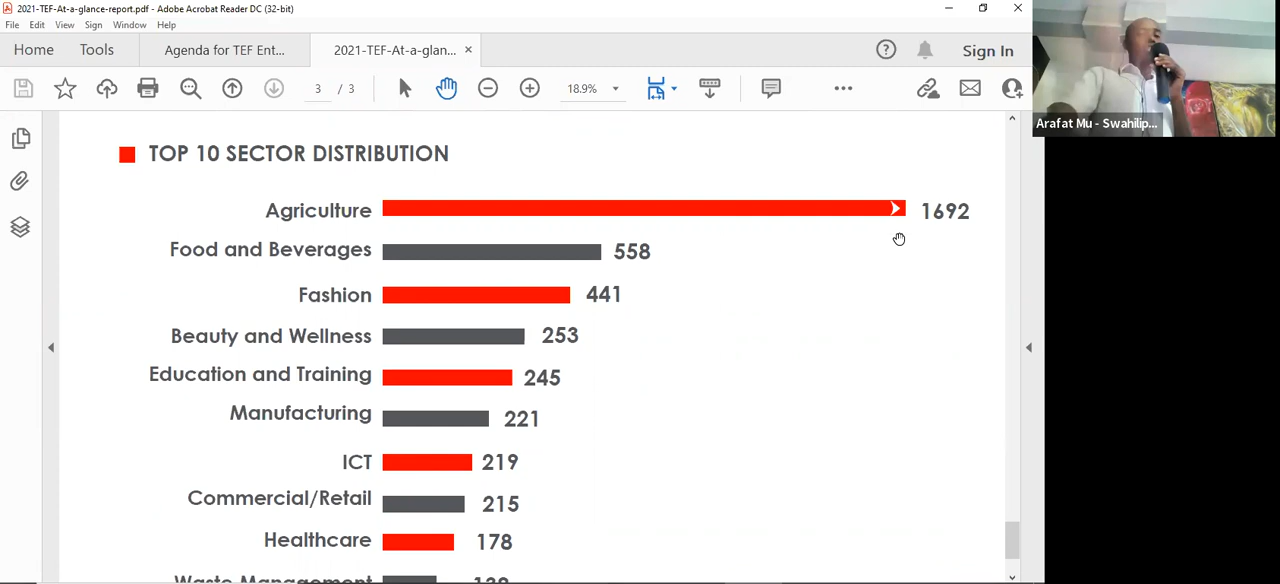 2021-TEF-At-a-glance-report.pdf - Adobe Acrobat Reader DC (32-bit)
File Edit View Sign Window Help
Home Tools Agenda for TEF Ent... 2021-TEF-At-a-glan... × Sign In
3 / 3 18.9%
Arafat Mu - Swahilip...
TOP 10 SECTOR DISTRIBUTION
Agriculture 1692
Food and Beverages 558
Fashion 441
Beauty and Wellness 253
Education and Training 245
Manufacturing 221
ICT 219
Commercial/Retail 215
Healthcare 178
Waste Management